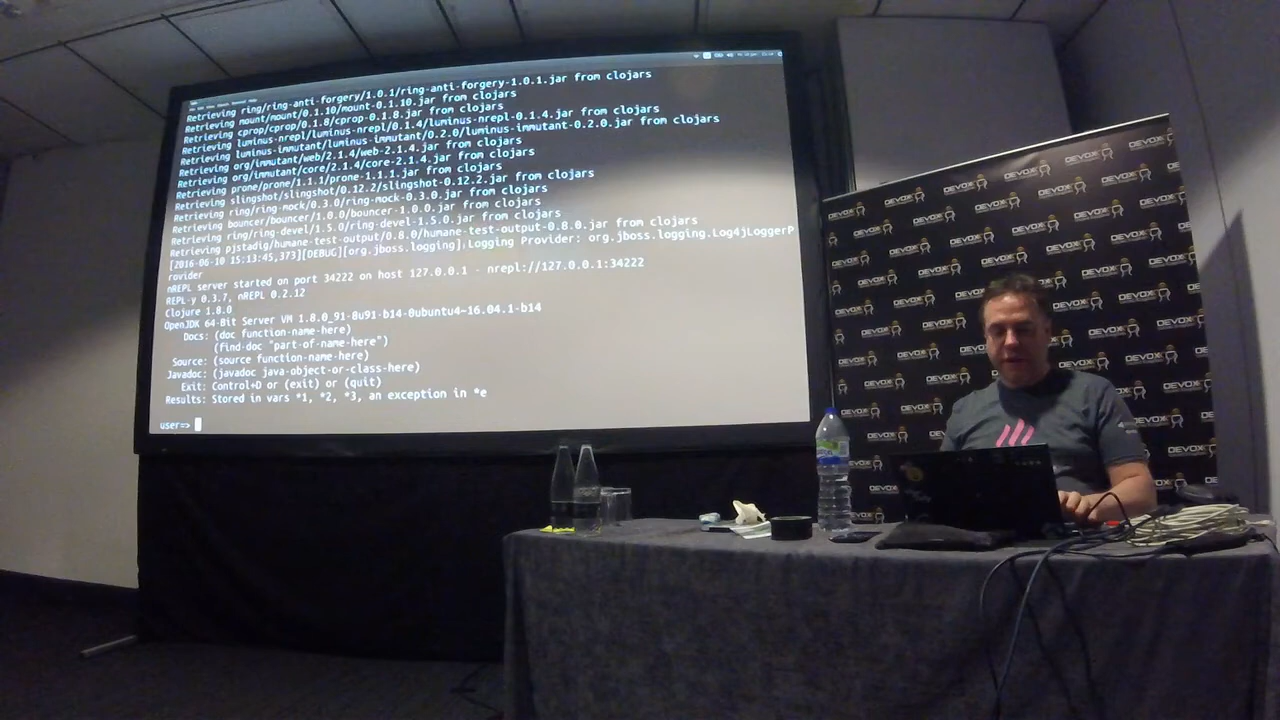 Retrieving ring/ring-anti-forgery/1.0.1/ring-anti-forgery-1.0.1.jar from clojars
Retrieving mount/mount/0.1.10/mount-0.1.10.jar from clojars
Retrieving cprop/cprop/0.1.8/cprop-0.1.8.jar from clojars
Retrieving luminus-nrepl/luminus-nrepl/0.1.4/luminus-nrepl-0.1.4.jar from clojars
Retrieving luminus-immutant/luminus-immutant/0.2.0/luminus-immutant-0.2.0.jar from clojars
Retrieving org/immutant/web/2.1.4/web-2.1.4.jar from clojars
Retrieving org/immutant/core/2.1.4/core-2.1.4.jar from clojars
Retrieving prone/prone/1.1.1/prone-1.1.1.jar from clojars
Retrieving slingshot/slingshot/0.12.2/slingshot-0.12.2.jar from clojars
Retrieving ring/ring-mock/0.3.0/ring-mock-0.3.0.jar from clojars
Retrieving bouncer/bouncer/1.0.0/bouncer-1.0.0.jar from clojars
Retrieving ring/ring-devel/1.5.0/ring-devel-1.5.0.jar from clojars
Retrieving pjstadig/humane-test-output/0.8.0/humane-test-output-0.8.0.jar from clojars
[2016-06-10 15:13:45,373][DEBUG][org.jboss.logging] Logging Provider: org.jboss.logging.Log4jLoggerP
rovider
nREPL server started on port 34222 on host 127.0.0.1 - nrepl://127.0.0.1:34222
REPL-y 0.3.7, nREPL 0.2.12
Clojure 1.8.0
OpenJDK 64-Bit Server VM 1.8.0_91-8u91-b14-0ubuntu4~16.04.1-b14
Docs: (doc function-name-here)
(find-doc "part-of-name-here")
Source: (source function-name-here)
Javadoc: (javadoc java-object-or-class-here)
Exit: Control+D or (exit) or (quit)
Results: Stored in vars *1, *2, *3, an exception in *e
user=>
DEVOXX